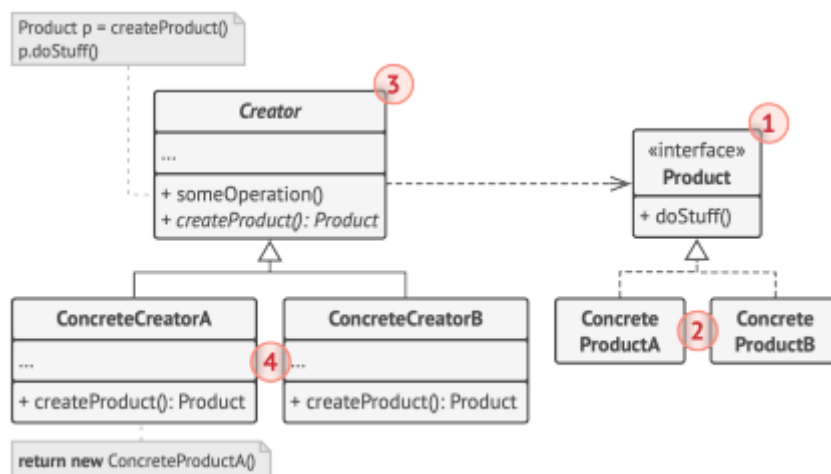 Product p = createProduct()
p.doStuff()
3
Creator
...
+ someOperation()
+ createProduct(): Product
1
«interface»
Product
+ doStuff()
ConcreteCreatorA
...
+ createProduct(): Product
4
ConcreteCreatorB
...
+ createProduct(): Product
Concrete
ProductA
2
Concrete
ProductB
return new ConcreteProductA()